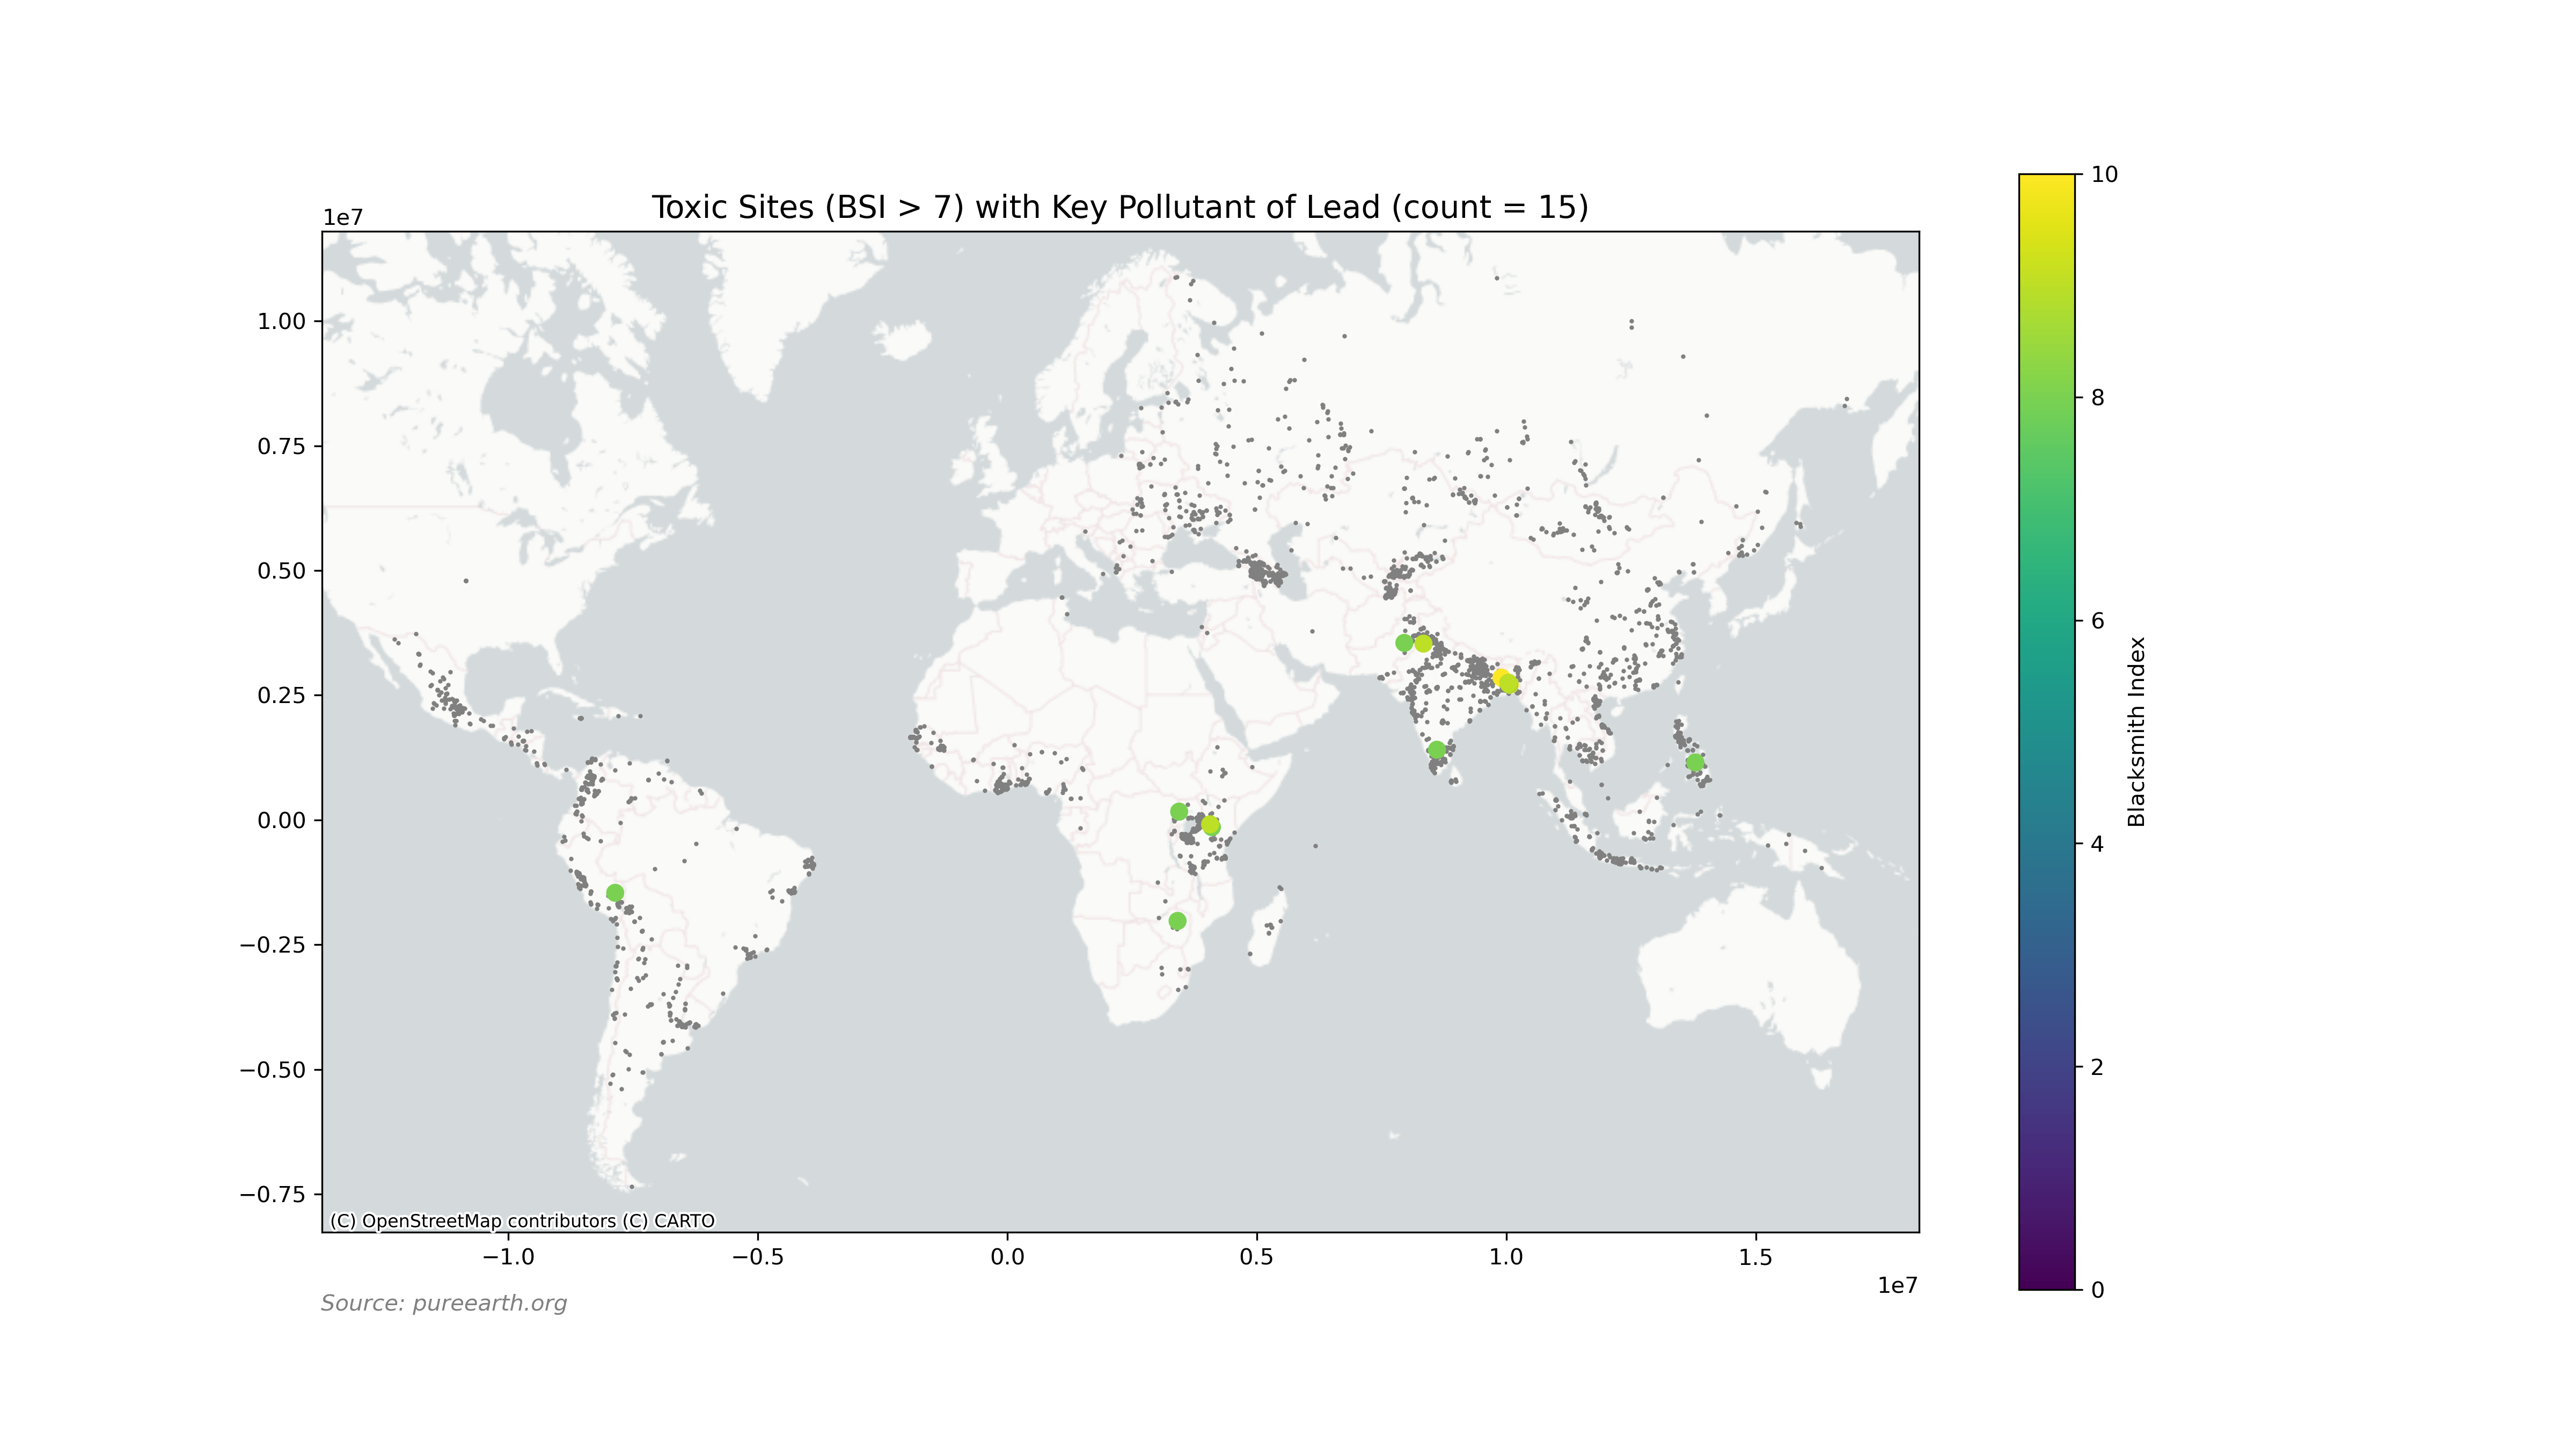 Toxic Sites (BSI > 7) with Key Pollutant of Lead (count = 15)
1e7
1.00
0.75
0.50
0.25
0.00
−0.25
−0.50
−0.75
(C) OpenStreetMap contributors (C) CARTO
−1.0 −0.5 0.0 0.5 1.0 1.5
1e7
Source: pureearth.org
10
8
6
4
2
0
Blacksmith Index